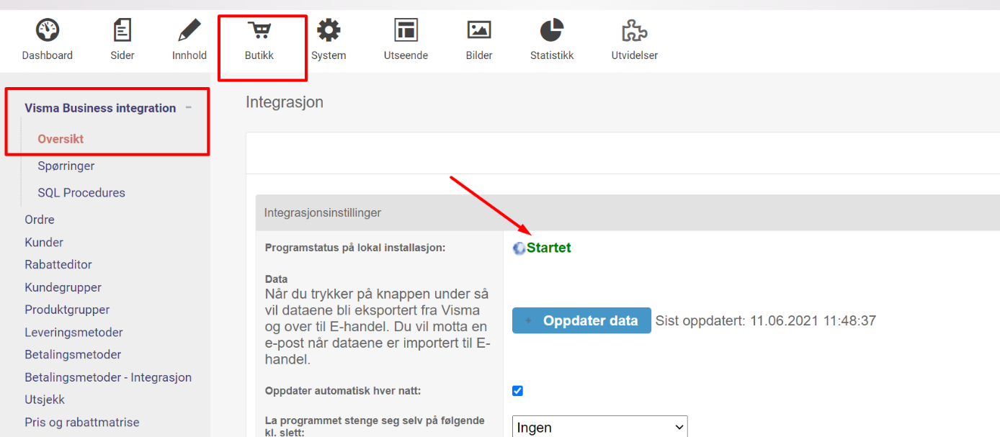 Dashboard Sider Innhold Butikk System Utseende Bilder Statistikk Utvidelser
Visma Business integration −
Oversikt
Spørringer
SQL Procedures
Ordre
Kunder
Rabatteditor
Kundegrupper
Produktgrupper
Leveringsmetoder
Betalingsmetoder
Betalingsmetoder - Integrasjon
Utsjekk
Pris og rabattmatrise
Integrasjon
Integrasjonsinstillinger
Programstatus på lokal installasjon:
Startet
Data
Når du trykker på knappen under så
vil dataene bli eksportert fra Visma
og over til E-handel. Du vil motta en
e-post når dataene er importert til E-
handel.
+ Oppdater data Sist oppdatert: 11.06.2021 11:48:37
Oppdater automatisk hver natt:
La programmet stenge seg selv på følgende
kl. slett:
Ingen